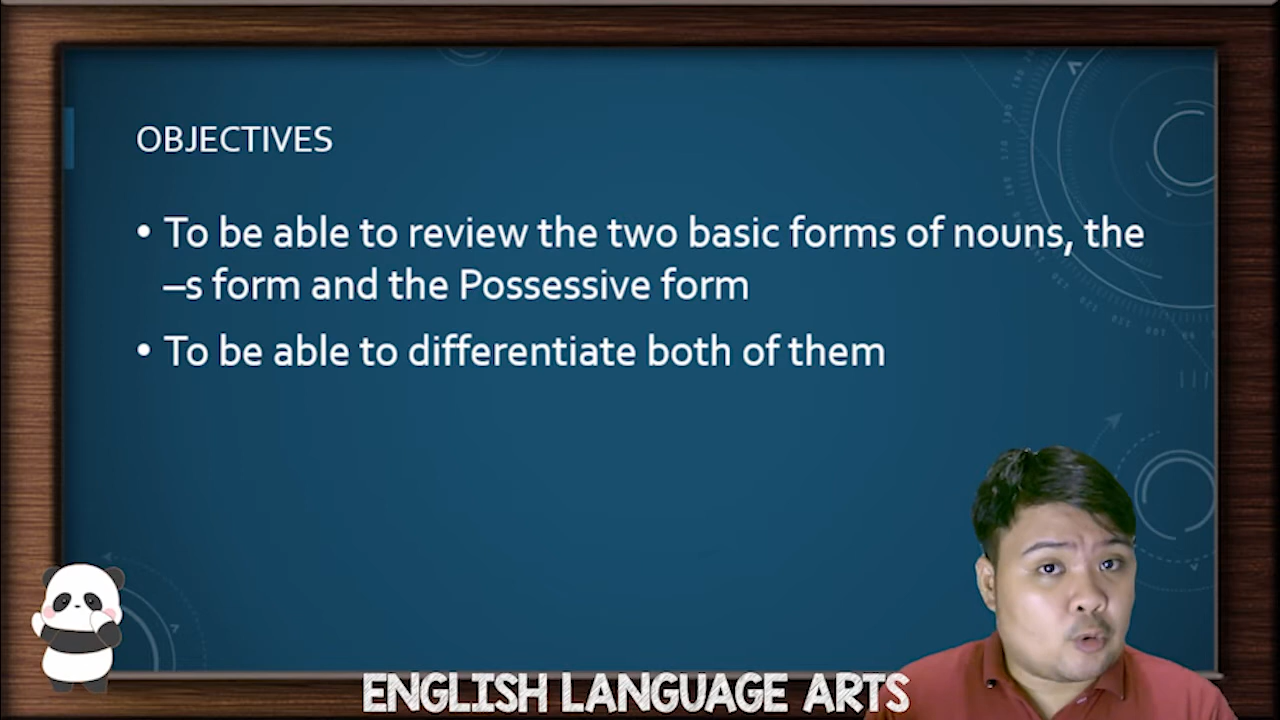 OBJECTIVES
• To be able to review the two basic forms of nouns, the
–s form and the Possessive form
• To be able to differentiate both of them
ENGLISH LANGUAGE ARTS